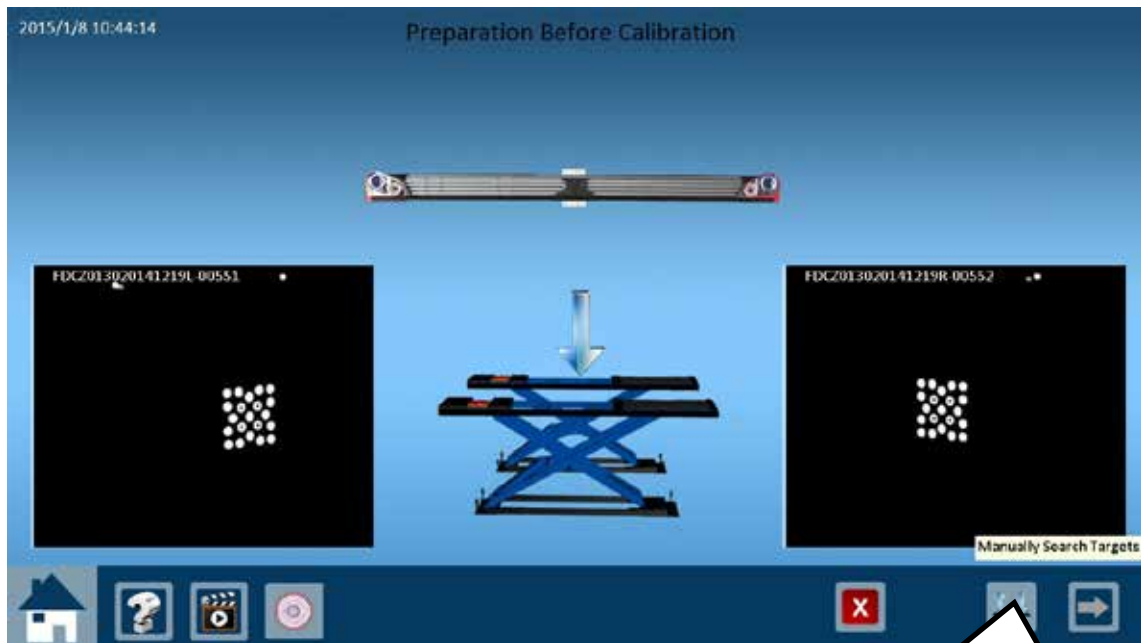 2015/1/8 10:44:14
Preparation Before Calibration
FDCZ013020141219L-00551
FDCZ013020141219R-00552
Manually Search Targets